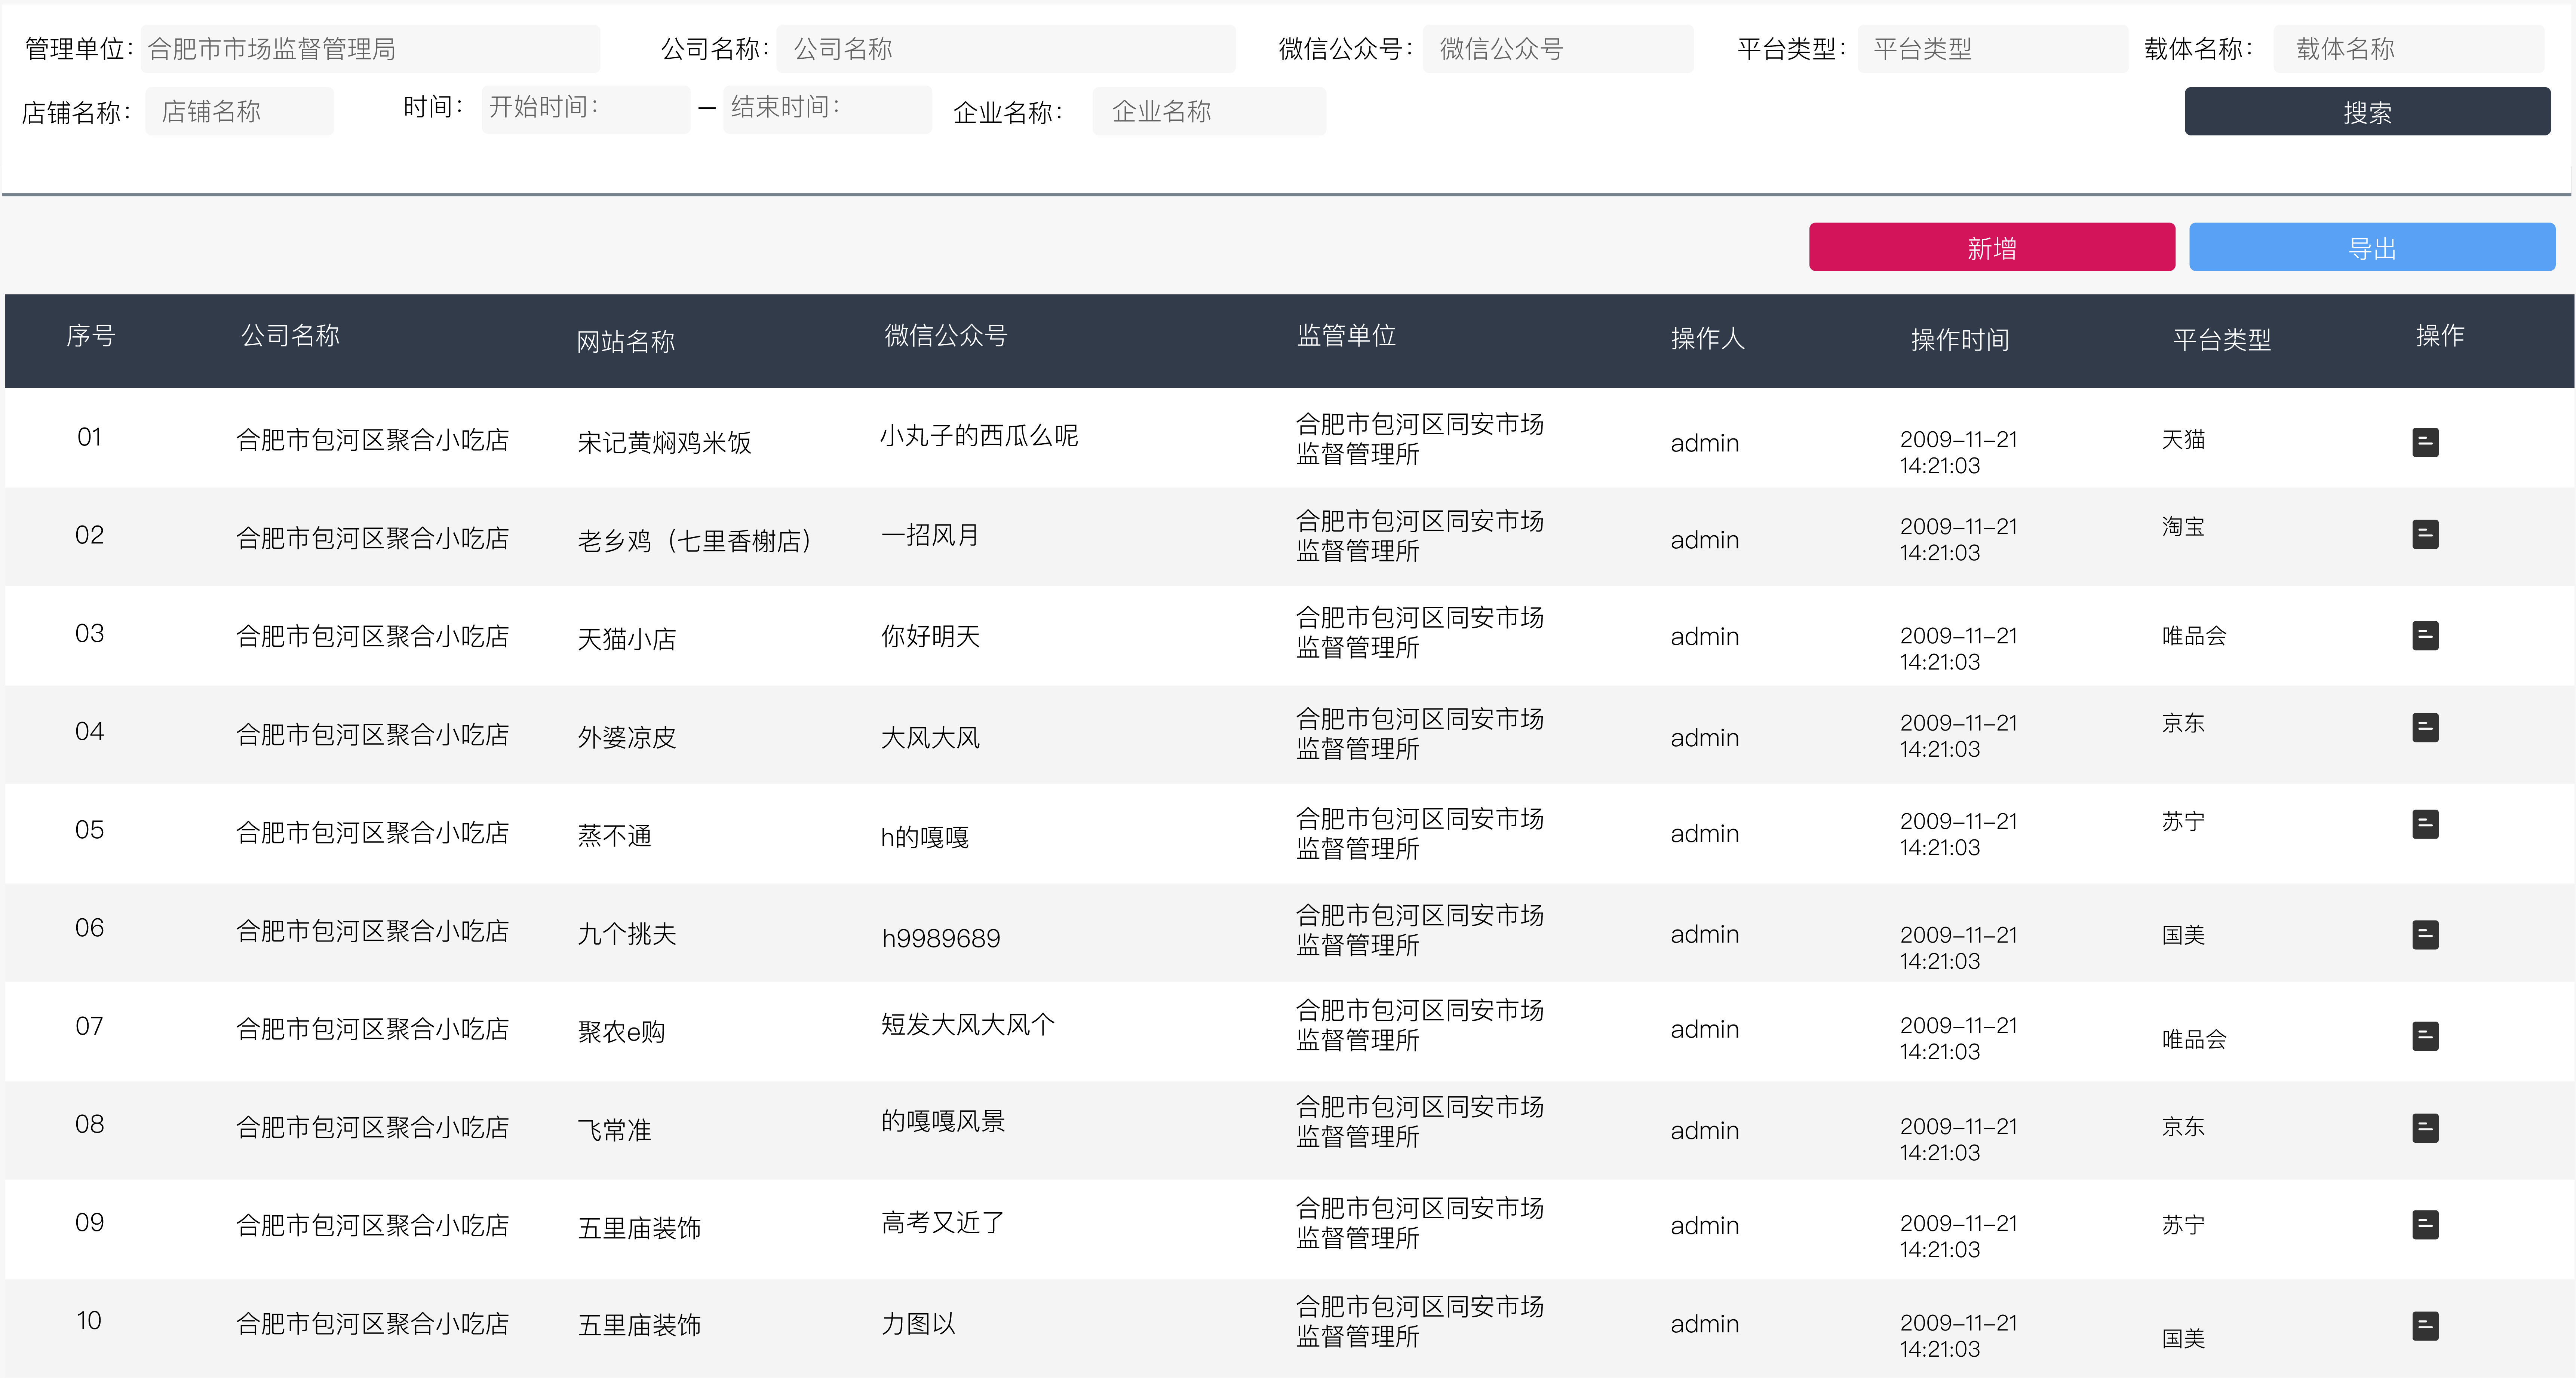 管理单位： 合肥市市场监督管理局 公司名称： 公司名称 微信公众号： 微信公众号 平台类型： 平台类型 载体名称： 载体名称
店铺名称： 店铺名称 时间： 开始时间： — 结束时间： 企业名称： 企业名称 搜索
新增 导出
序号 公司名称 网站名称 微信公众号 监管单位 操作人 操作时间 平台类型 操作
01 合肥市包河区聚合小吃店 宋记黄焖鸡米饭 小丸子的西瓜么呢 合肥市包河区同安市场 admin 2009-11-21 天猫
监督管理所 14:21:03
02 合肥市包河区聚合小吃店 老乡鸡（七里香榭店） 一招风月 合肥市包河区同安市场 admin 2009-11-21 淘宝
监督管理所 14:21:03
03 合肥市包河区聚合小吃店 天猫小店 你好明天 合肥市包河区同安市场 admin 2009-11-21 唯品会
监督管理所 14:21:03
04 合肥市包河区聚合小吃店 外婆凉皮 大风大风 合肥市包河区同安市场 admin 2009-11-21 京东
监督管理所 14:21:03
05 合肥市包河区聚合小吃店 蒸不通 h的嘎嘎 合肥市包河区同安市场 admin 2009-11-21 苏宁
监督管理所 14:21:03
06 合肥市包河区聚合小吃店 九个挑夫 h9989689 合肥市包河区同安市场 admin 2009-11-21 国美
监督管理所 14:21:03
07 合肥市包河区聚合小吃店 聚农e购 短发大风大风个 合肥市包河区同安市场 admin 2009-11-21 唯品会
监督管理所 14:21:03
08 合肥市包河区聚合小吃店 飞常准 的嘎嘎风景 合肥市包河区同安市场 admin 2009-11-21 京东
监督管理所 14:21:03
09 合肥市包河区聚合小吃店 五里庙装饰 高考又近了 合肥市包河区同安市场 admin 2009-11-21 苏宁
监督管理所 14:21:03
10 合肥市包河区聚合小吃店 五里庙装饰 力图以 合肥市包河区同安市场 admin 2009-11-21 国美
监督管理所 14:21:03